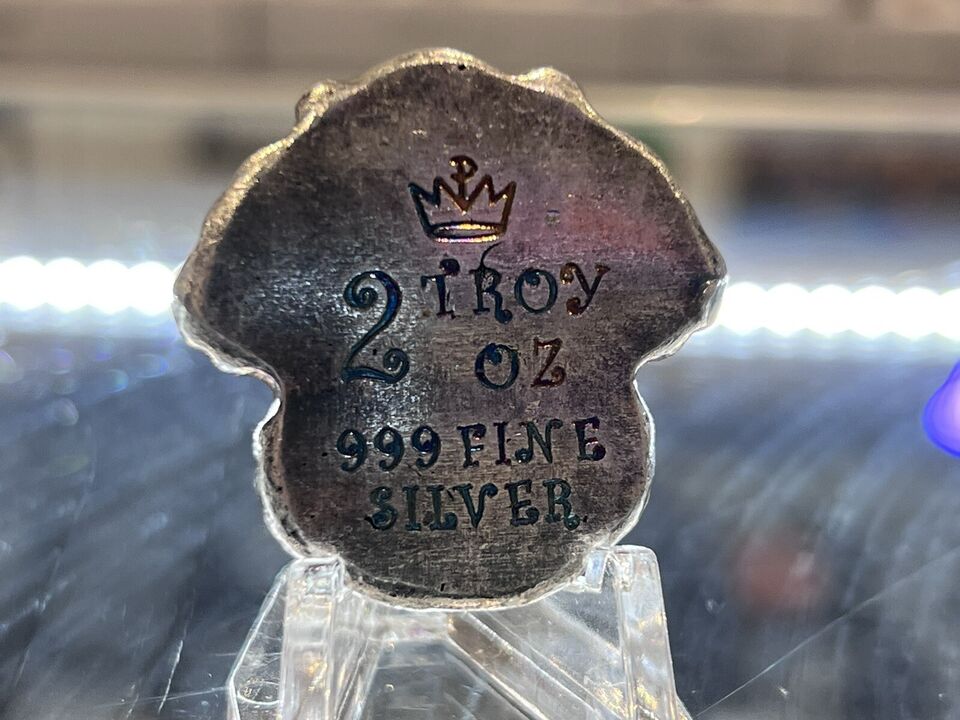 2 TROY
OZ
999 FINE
SILVER